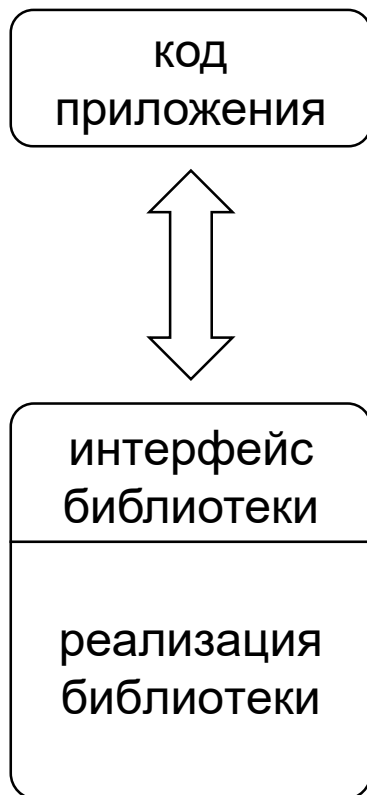 код
приложения
интерфейс
библиотеки
реализация
библиотеки